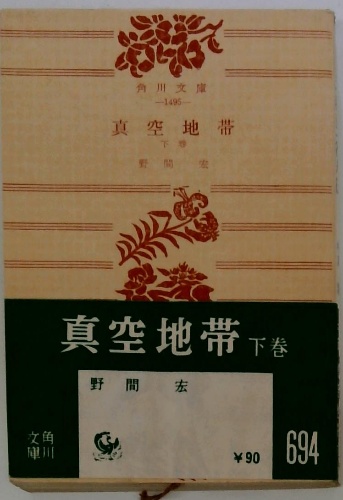 角川文庫
—1495—
真空地帯
下巻
野間 宏
真空地帯 下巻
野間 宏
角川
文庫
¥90
694